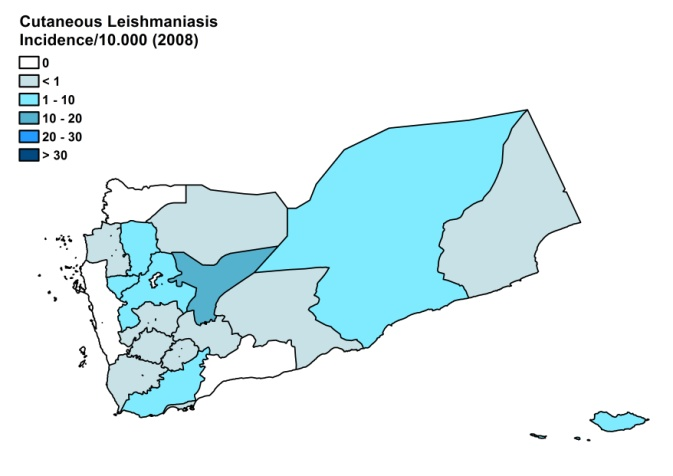 Cutaneous Leishmaniasis
Incidence/10.000 (2008)
0
< 1
1 - 10
10 - 20
20 - 30
> 30